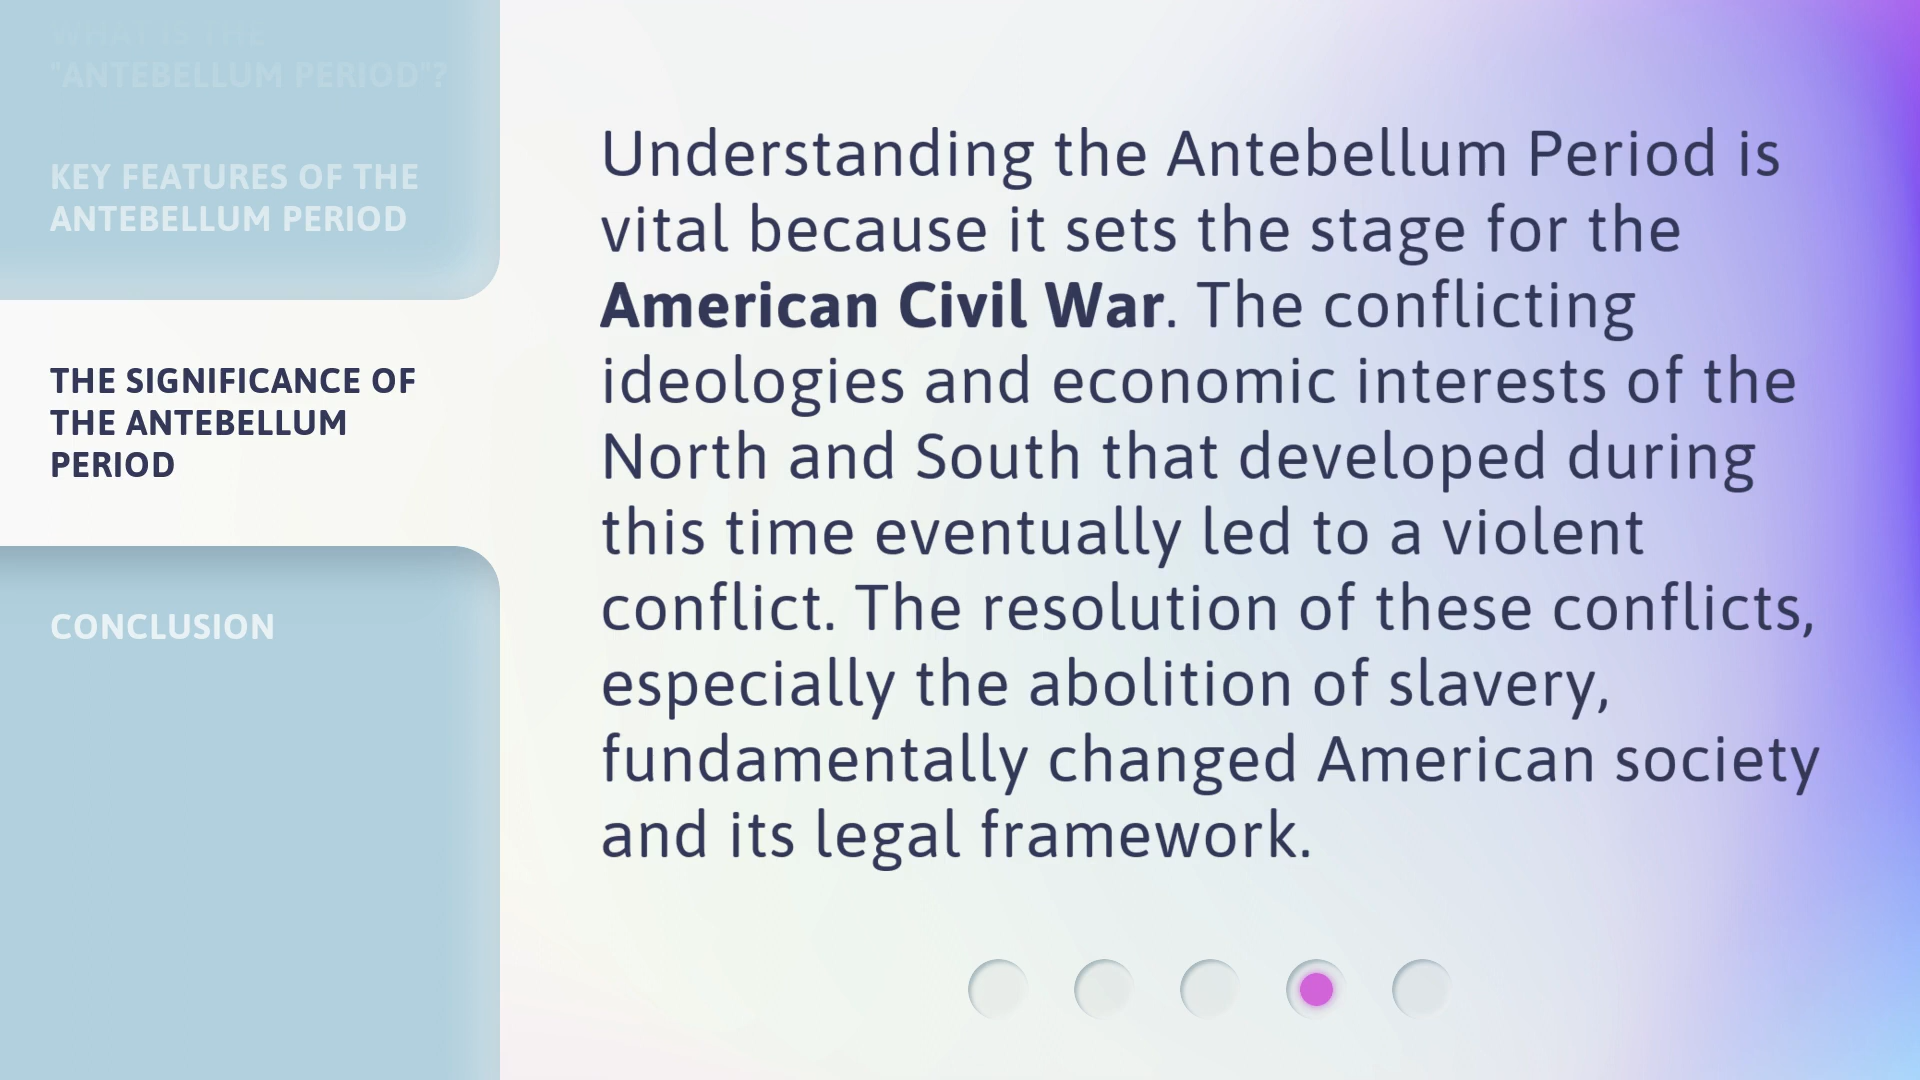 WHAT IS THE
"ANTEBELLUM PERIOD"?
KEY FEATURES OF THE
ANTEBELLUM PERIOD
THE SIGNIFICANCE OF
THE ANTEBELLUM
PERIOD
CONCLUSION
Understanding the Antebellum Period is
vital because it sets the stage for the
American Civil War. The conflicting
ideologies and economic interests of the
North and South that developed during
this time eventually led to a violent
conflict. The resolution of these conflicts,
especially the abolition of slavery,
fundamentally changed American society
and its legal framework.